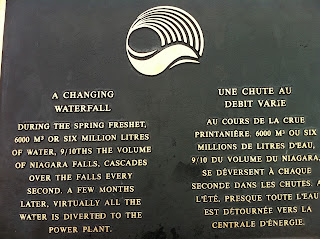 A CHANGING
WATERFALL
DURING THE SPRING FRESHET,
6000 M³ OR SIX MILLION LITRES
OF WATER, 9/10THS THE VOLUME
OF NIAGARA FALLS, CASCADES
OVER THE FALLS EVERY
SECOND. A FEW MONTHS
LATER, VIRTUALLY ALL THE
WATER IS DIVERTED TO THE
POWER PLANT.
UNE CHUTE AU
DEBIT VARIE
AU COURS DE LA CRUE
PRINTANIÈRE, 6000 M³ OU SIX
MILLIONS DE LITRES D'EAU,
9/10 DU VOLUME DU NIAGARA,
SE DÉVERSENT À CHAQUE
SECONDE DANS LES CHUTES. A
L'ÉTÉ, PRESQUE TOUTE L'EAU
EST DÉTOURNÉE VERS LA
CENTRALE D'ÉNERGIE.